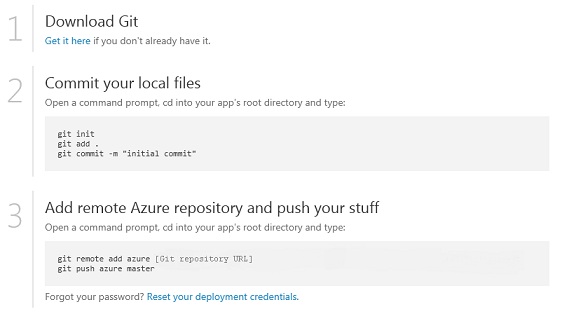 1
Download Git
Get it here if you don't already have it.
2
Commit your local files
Open a command prompt, cd into your app's root directory and type:
git init
git add .
git commit -m "initial commit"
3
Add remote Azure repository and push your stuff
Open a command prompt, cd into your app's root directory and type:
git remote add azure [Git repository URL]
git push azure master
Forgot your password? Reset your deployment credentials.